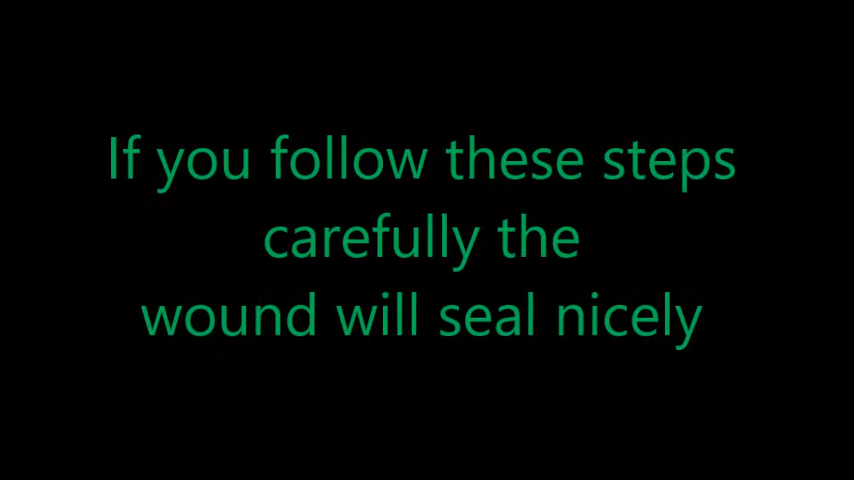 If you follow these steps
carefully the
wound will seal nicely